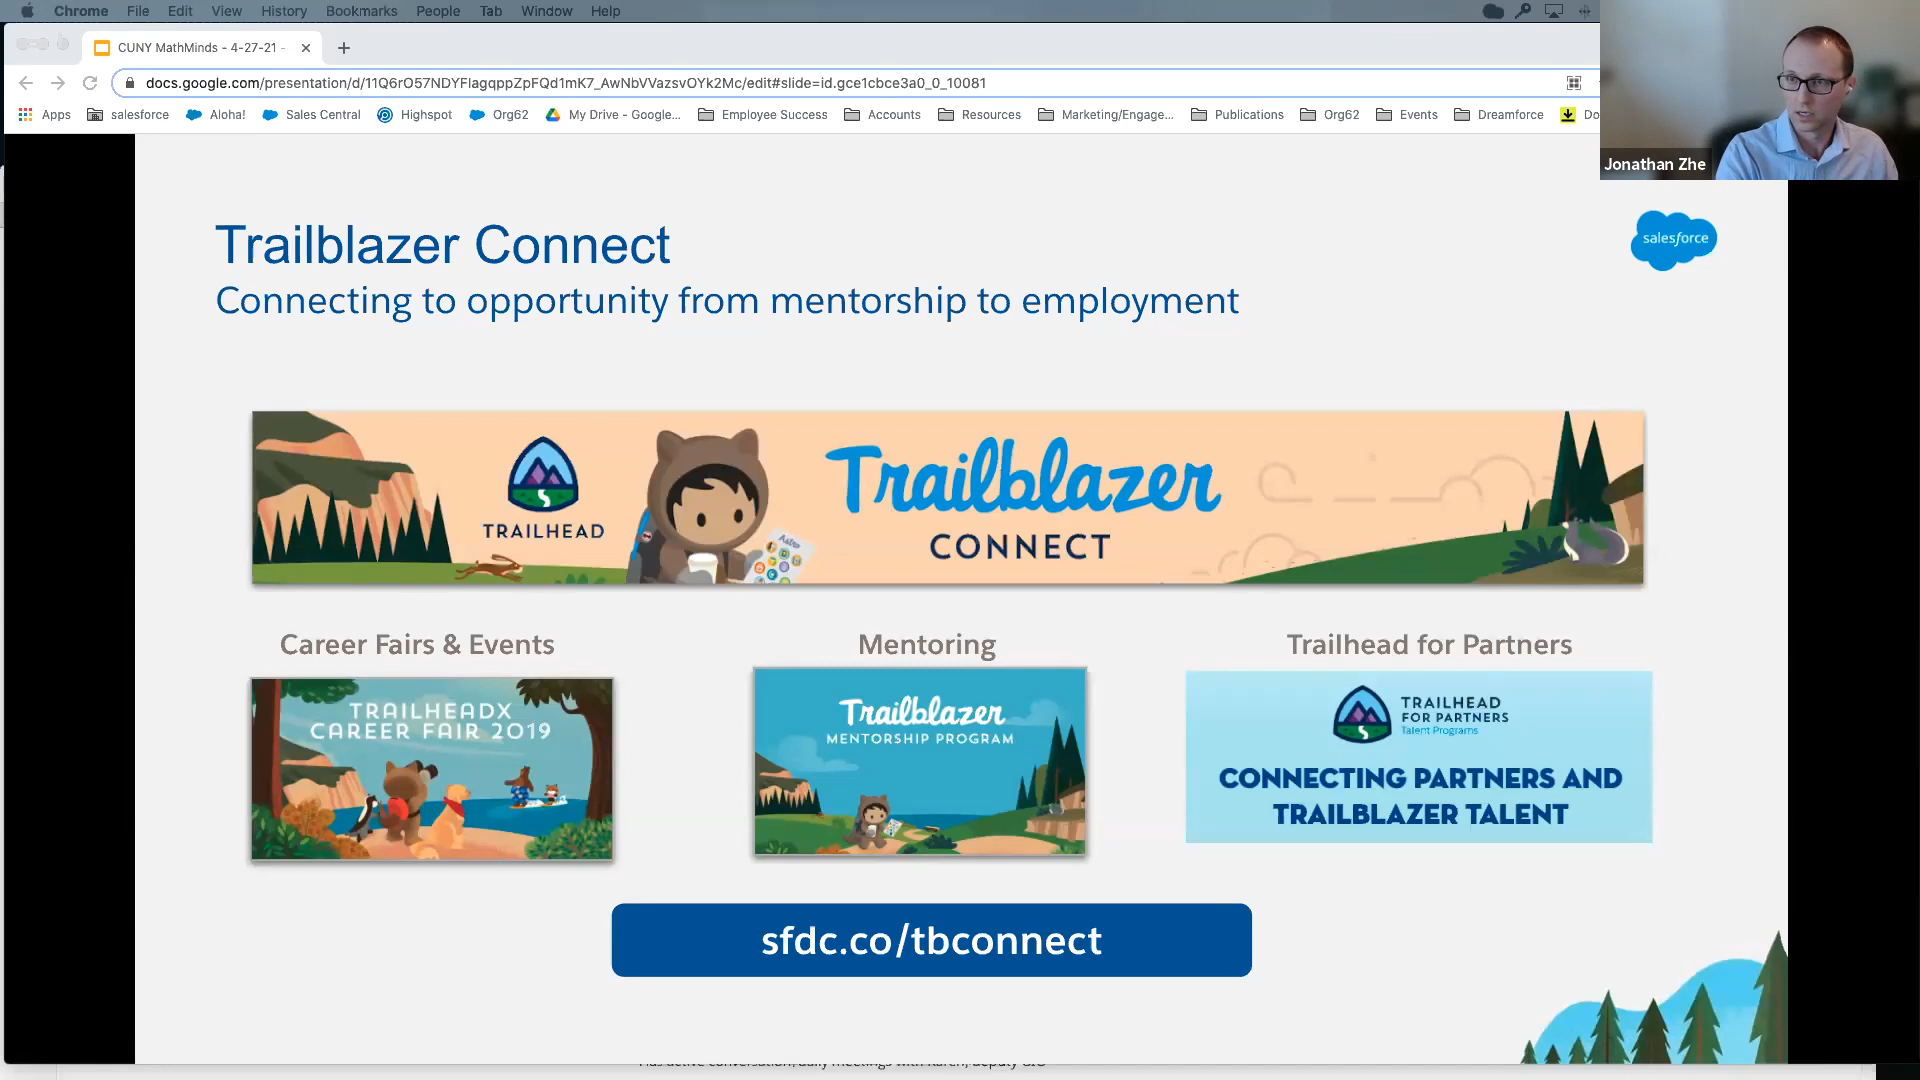 Chrome File Edit View History Bookmarks People Tab Window Help
CUNY MathMinds - 4-27-21 -
docs.google.com/presentation/d/11Q6rO57NDYFlagqppZpFQd1mK7_AwNbVVazsvOYk2Mc/edit#slide=id.gce1cbce3a0_0_10081
Apps salesforce Aloha! Sales Central Highspot Org62 My Drive - Google... Employee Success Accounts Resources Marketing/Engage... Publications Org62 Events Dreamforce Do
Jonathan Zhe
Trailblazer Connect
salesforce
Connecting to opportunity from mentorship to employment
TRAILHEAD
Astro
Trailblazer
CONNECT
Career Fairs & Events
Mentoring
Trailhead for Partners
TRAILHEADX
CAREER FAIR 2019
Trailblazer
MENTORSHIP PROGRAM
TRAILHEAD
FOR PARTNERS
Talent Programs
CONNECTING PARTNERS AND
TRAILBLAZER TALENT
sfdc.co/tbconnect